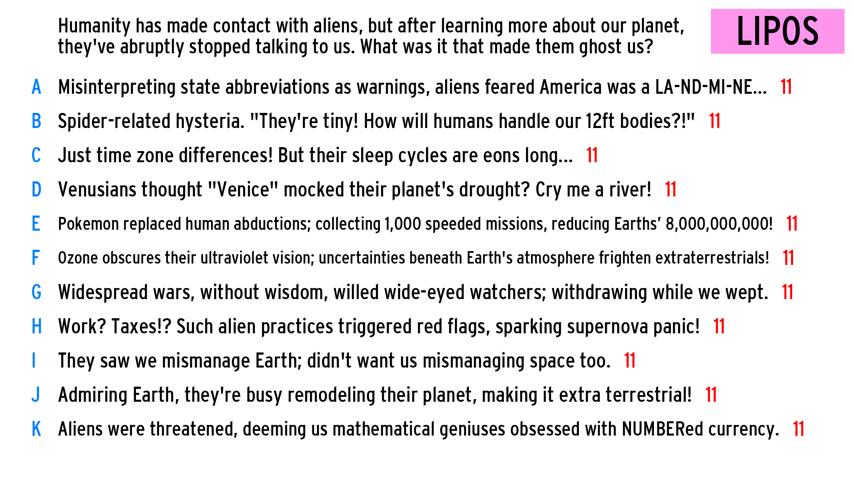 Humanity has made contact with aliens, but after learning more about our planet,
they've abruptly stopped talking to us. What was it that made them ghost us?
LIPOS
A Misinterpreting state abbreviations as warnings, aliens feared America was a LA-ND-MI-NE... 11
B Spider-related hysteria. "They're tiny! How will humans handle our 12ft bodies?!" 11
C Just time zone differences! But their sleep cycles are eons long... 11
D Venusians thought "Venice" mocked their planet's drought? Cry me a river! 11
E Pokemon replaced human abductions; collecting 1,000 speeded missions, reducing Earths' 8,000,000,000! 11
F Ozone obscures their ultraviolet vision; uncertainties beneath Earth's atmosphere frighten extraterrestrials! 11
G Widespread wars, without wisdom, willed wide-eyed watchers; withdrawing while we wept. 11
H Work? Taxes!? Such alien practices triggered red flags, sparking supernova panic! 11
I They saw we mismanage Earth; didn't want us mismanaging space too. 11
J Admiring Earth, they're busy remodeling their planet, making it extra terrestrial! 11
K Aliens were threatened, deeming us mathematical geniuses obsessed with NUMBERed currency. 11